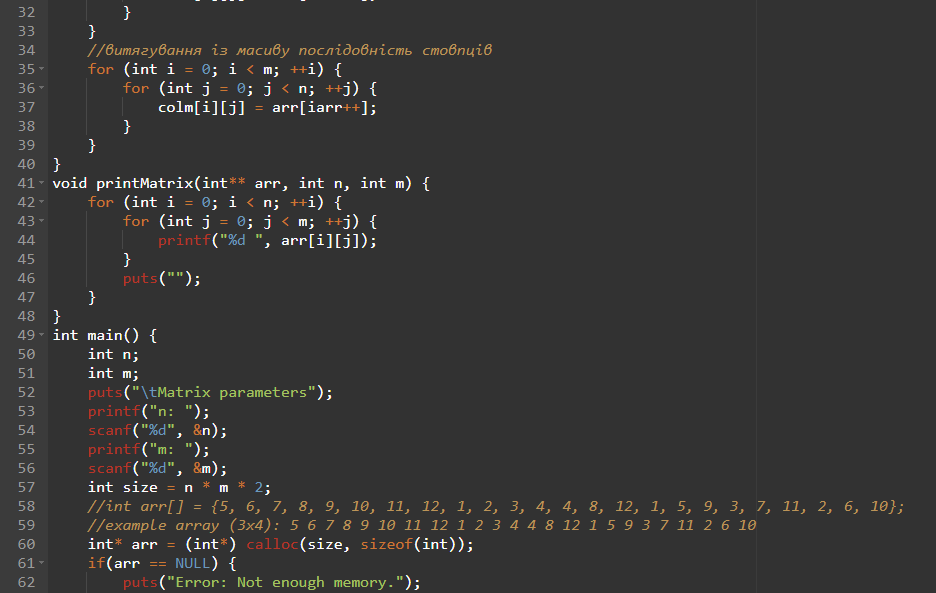 32 }
33 }
34 //витягування із масиву послідовність стовпців
35 for (int i = 0; i < m; ++i) {
36 for (int j = 0; j < n; ++j) {
37 colm[i][j] = arr[iarr++];
38 }
39 }
40 }
41 void printMatrix(int** arr, int n, int m) {
42 for (int i = 0; i < n; ++i) {
43 for (int j = 0; j < m; ++j) {
44 printf("%d ", arr[i][j]);
45 }
46 puts("");
47 }
48 }
49 int main() {
50 int n;
51 int m;
52 puts("\tMatrix parameters");
53 printf("n: ");
54 scanf("%d", &n);
55 printf("m: ");
56 scanf("%d", &m);
57 int size = n * m * 2;
58 //int arr[] = {5, 6, 7, 8, 9, 10, 11, 12, 1, 2, 3, 4, 4, 8, 12, 1, 5, 9, 3, 7, 11, 2, 6, 10};
59 //example array (3x4): 5 6 7 8 9 10 11 12 1 2 3 4 4 8 12 1 5 9 3 7 11 2 6 10
60 int* arr = (int*) calloc(size, sizeof(int));
61 if(arr == NULL) {
62 puts("Error: Not enough memory.");